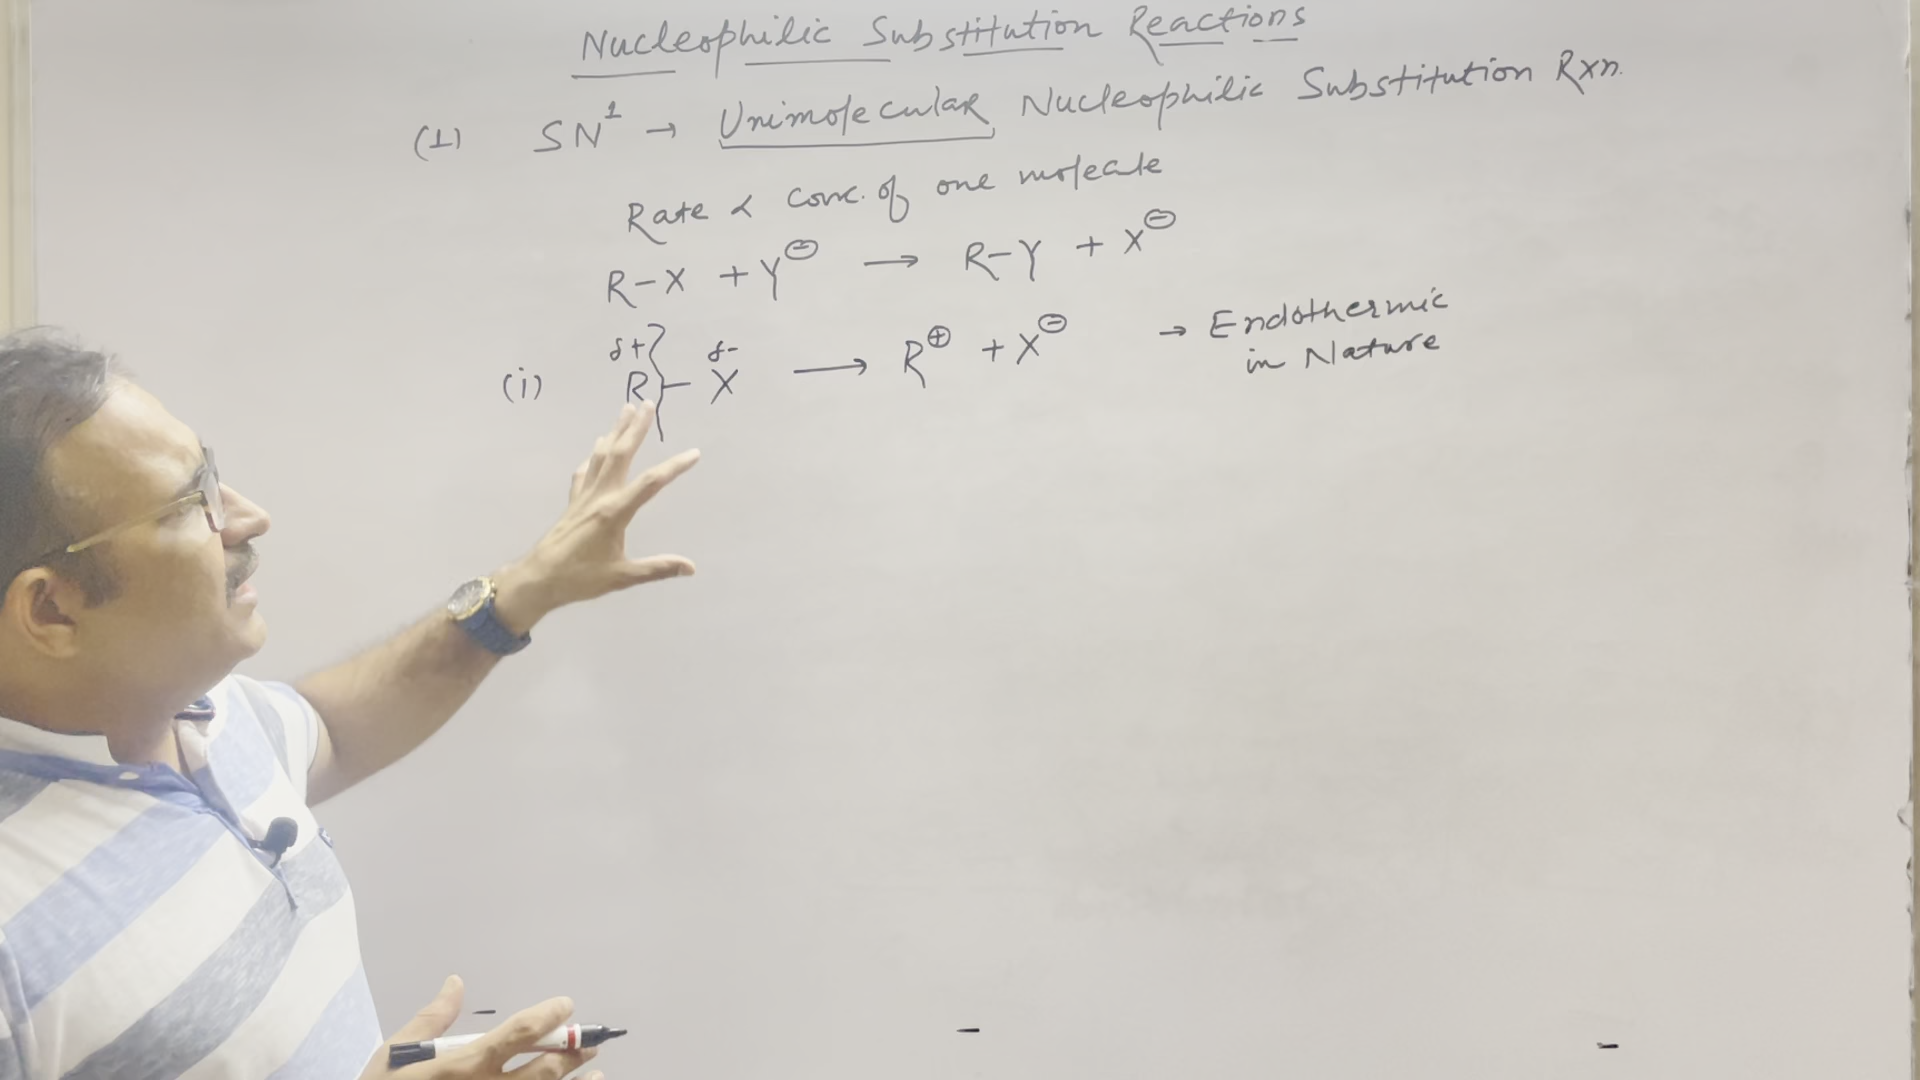 Nucleophilic Substitution Reactions
(1) SN¹ → Unimolecular Nucleophilic Substitution Rxn.
Rate α conc. of one molecule
R-X + Y⊖ → R-Y + X⊖
(i) δ+R - δ-X → R⊕ + X⊖ → Endothermic
in Nature